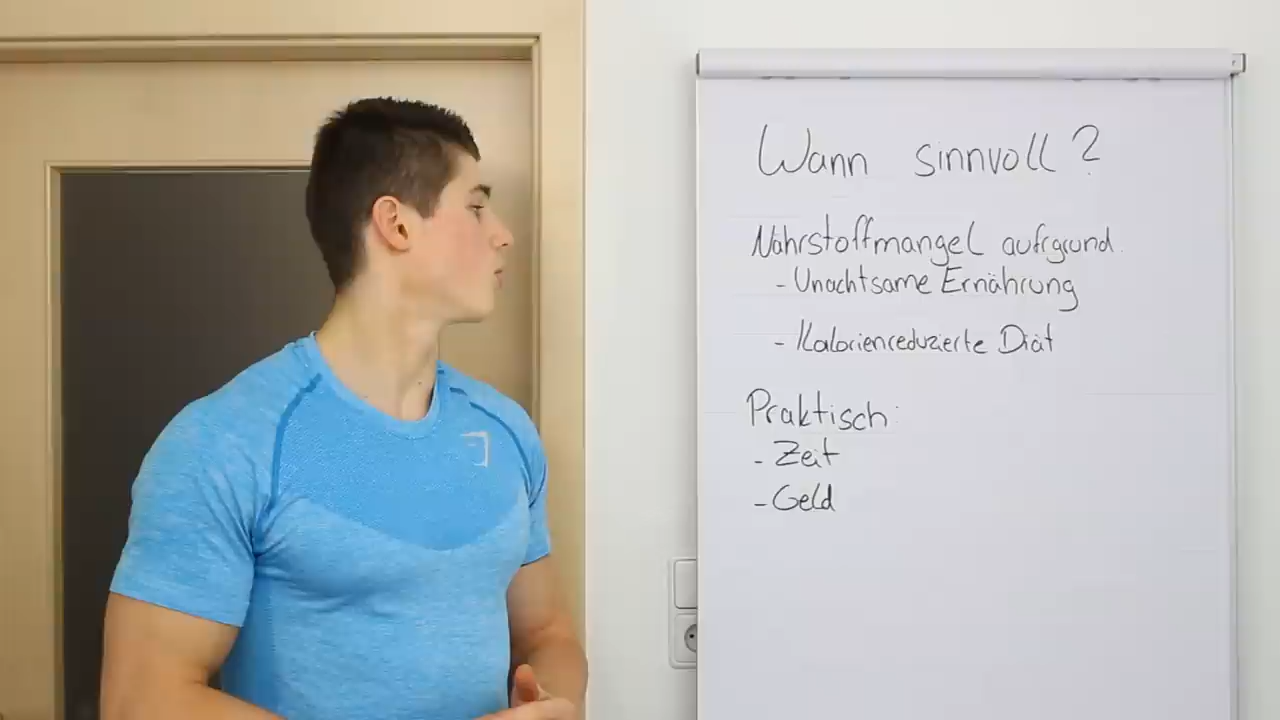 Wann sinnvoll?
Nährstoffmangel aufgrund:
- Unachtsame Ernährung
- Kalorienreduzierte Diät
Praktisch:
- Zeit
- Geld